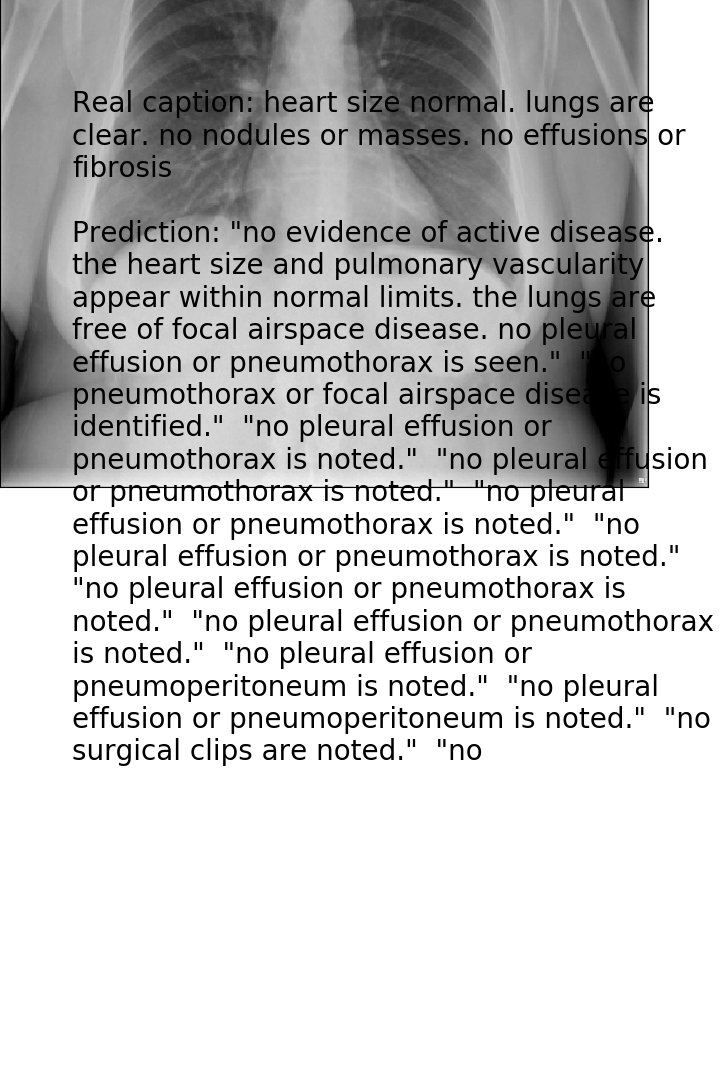 Real caption: heart size normal. lungs are
clear. no nodules or masses. no effusions or
fibrosis
Prediction: "no evidence of active disease.
the heart size and pulmonary vascularity
appear within normal limits. the lungs are
free of focal airspace disease. no pleural
effusion or pneumothorax is seen."  "no
pneumothorax or focal airspace disease is
identified."  "no pleural effusion or
pneumothorax is noted."  "no pleural effusion
or pneumothorax is noted."  "no pleural
effusion or pneumothorax is noted."  "no
pleural effusion or pneumothorax is noted."
"no pleural effusion or pneumothorax is
noted."  "no pleural effusion or pneumothorax
is noted."  "no pleural effusion or
pneumoperitoneum is noted."  "no pleural
effusion or pneumoperitoneum is noted."  "no
surgical clips are noted."  "no